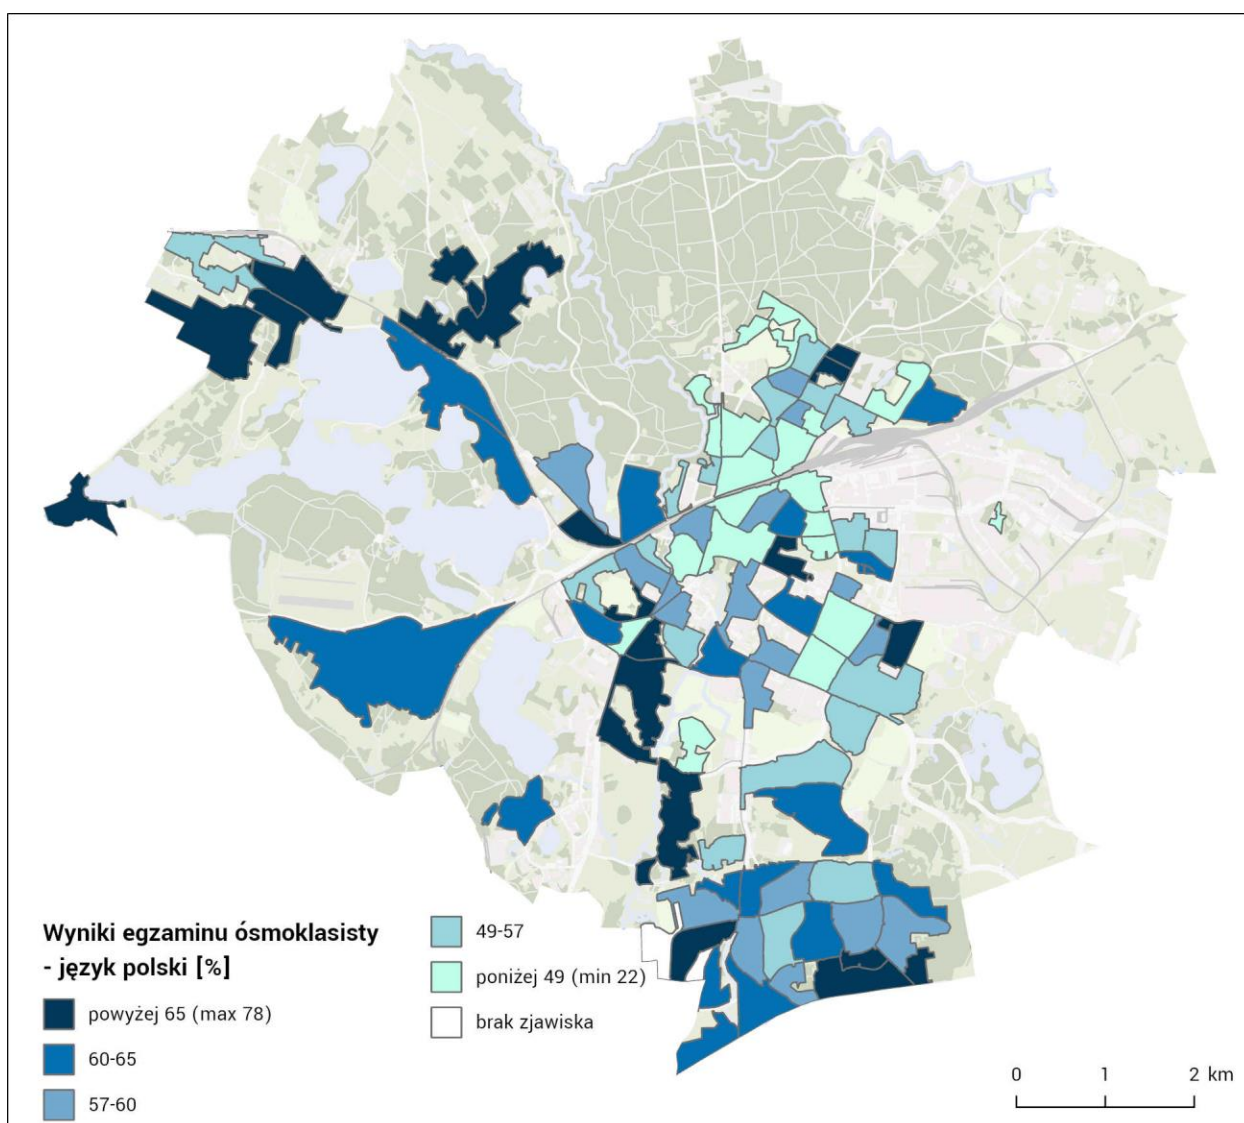 Wyniki egzaminu ósmoklasisty
- język polski [%]
powyżej 65 (max 78)
60-65
57-60
49-57
poniżej 49 (min 22)
brak zjawiska
0 1 2 km